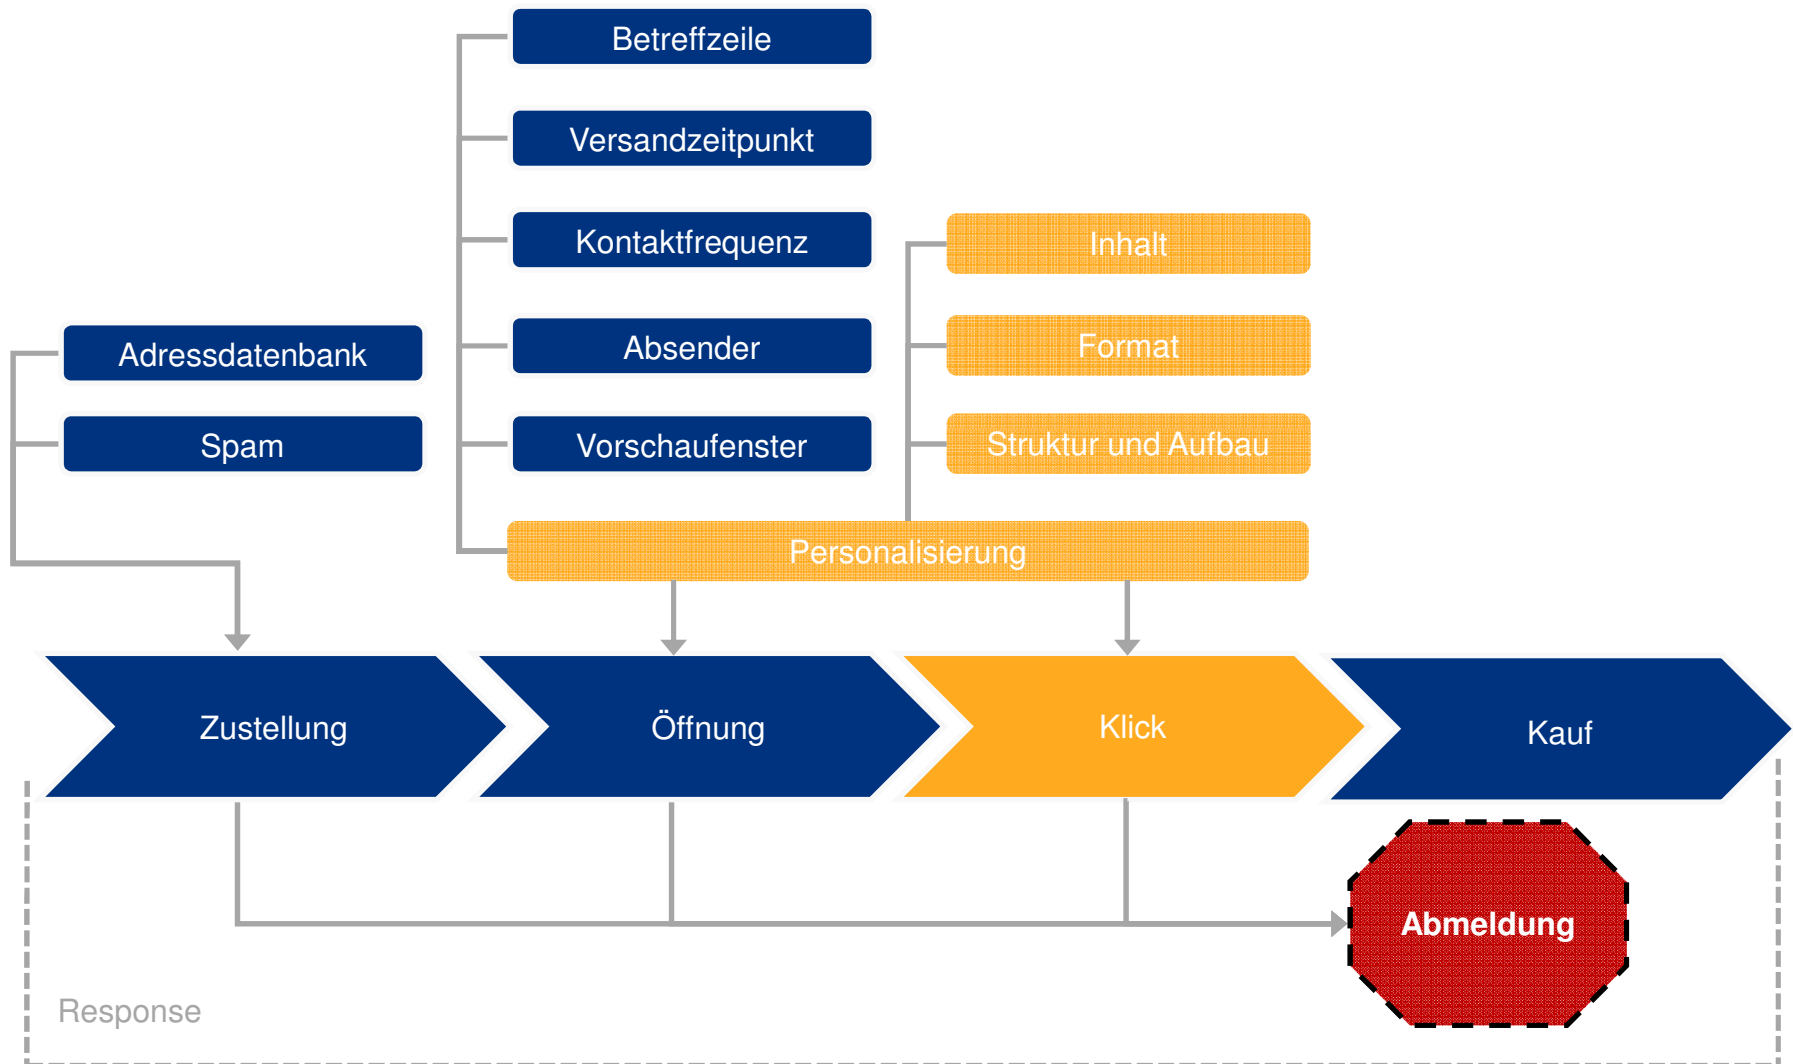 Betreffzeile
Versandzeitpunkt
Kontaktfrequenz
Inhalt
Adressdatenbank
Absender
Format
Spam
Vorschaufenster
Struktur und Aufbau
Personalisierung
Zustellung
Öffnung
Klick
Kauf
Abmeldung
Response